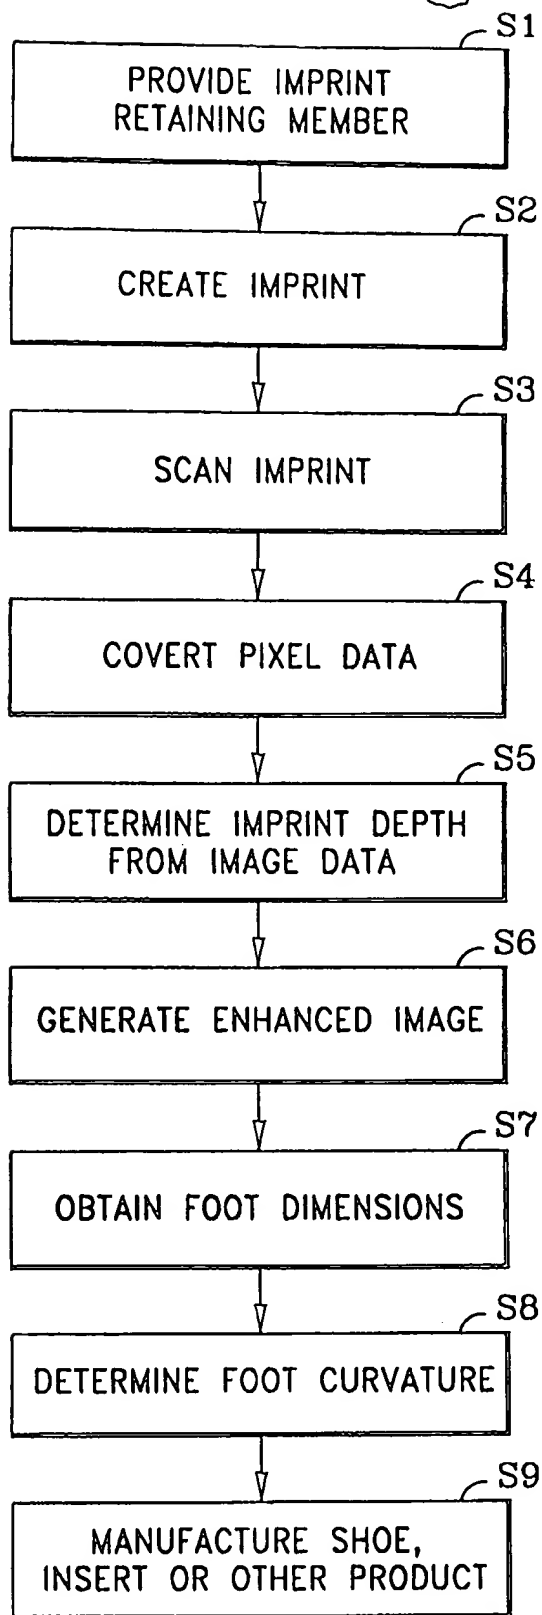 S1
PROVIDE IMPRINT
RETAINING MEMBER
S2
CREATE IMPRINT
S3
SCAN IMPRINT
S4
COVERT PIXEL DATA
S5
DETERMINE IMPRINT DEPTH
FROM IMAGE DATA
S6
GENERATE ENHANCED IMAGE
S7
OBTAIN FOOT DIMENSIONS
S8
DETERMINE FOOT CURVATURE
S9
MANUFACTURE SHOE,
INSERT OR OTHER PRODUCT